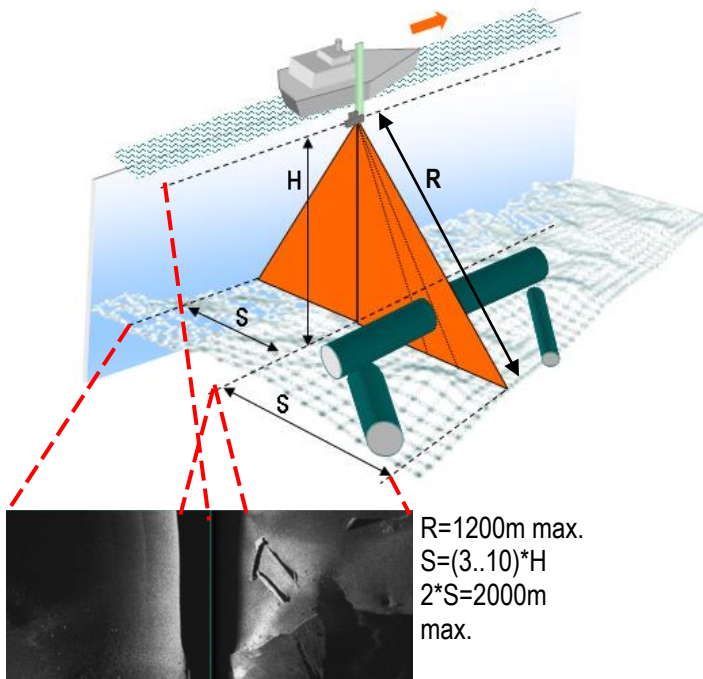 H
R
S
S
R=1200m max.
S=(3..10)*H
2*S=2000m
max.